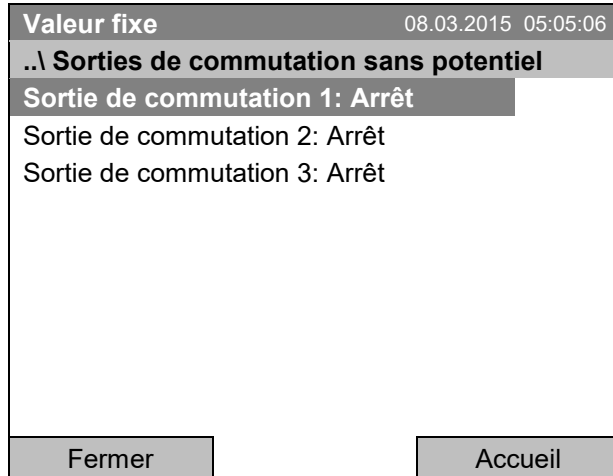 Valeur fixe 08.03.2015 05:05:06
..\ Sorties de commutation sans potentiel
Sortie de commutation 1: Arrêt
Sortie de commutation 2: Arrêt
Sortie de commutation 3: Arrêt
Fermer Accueil